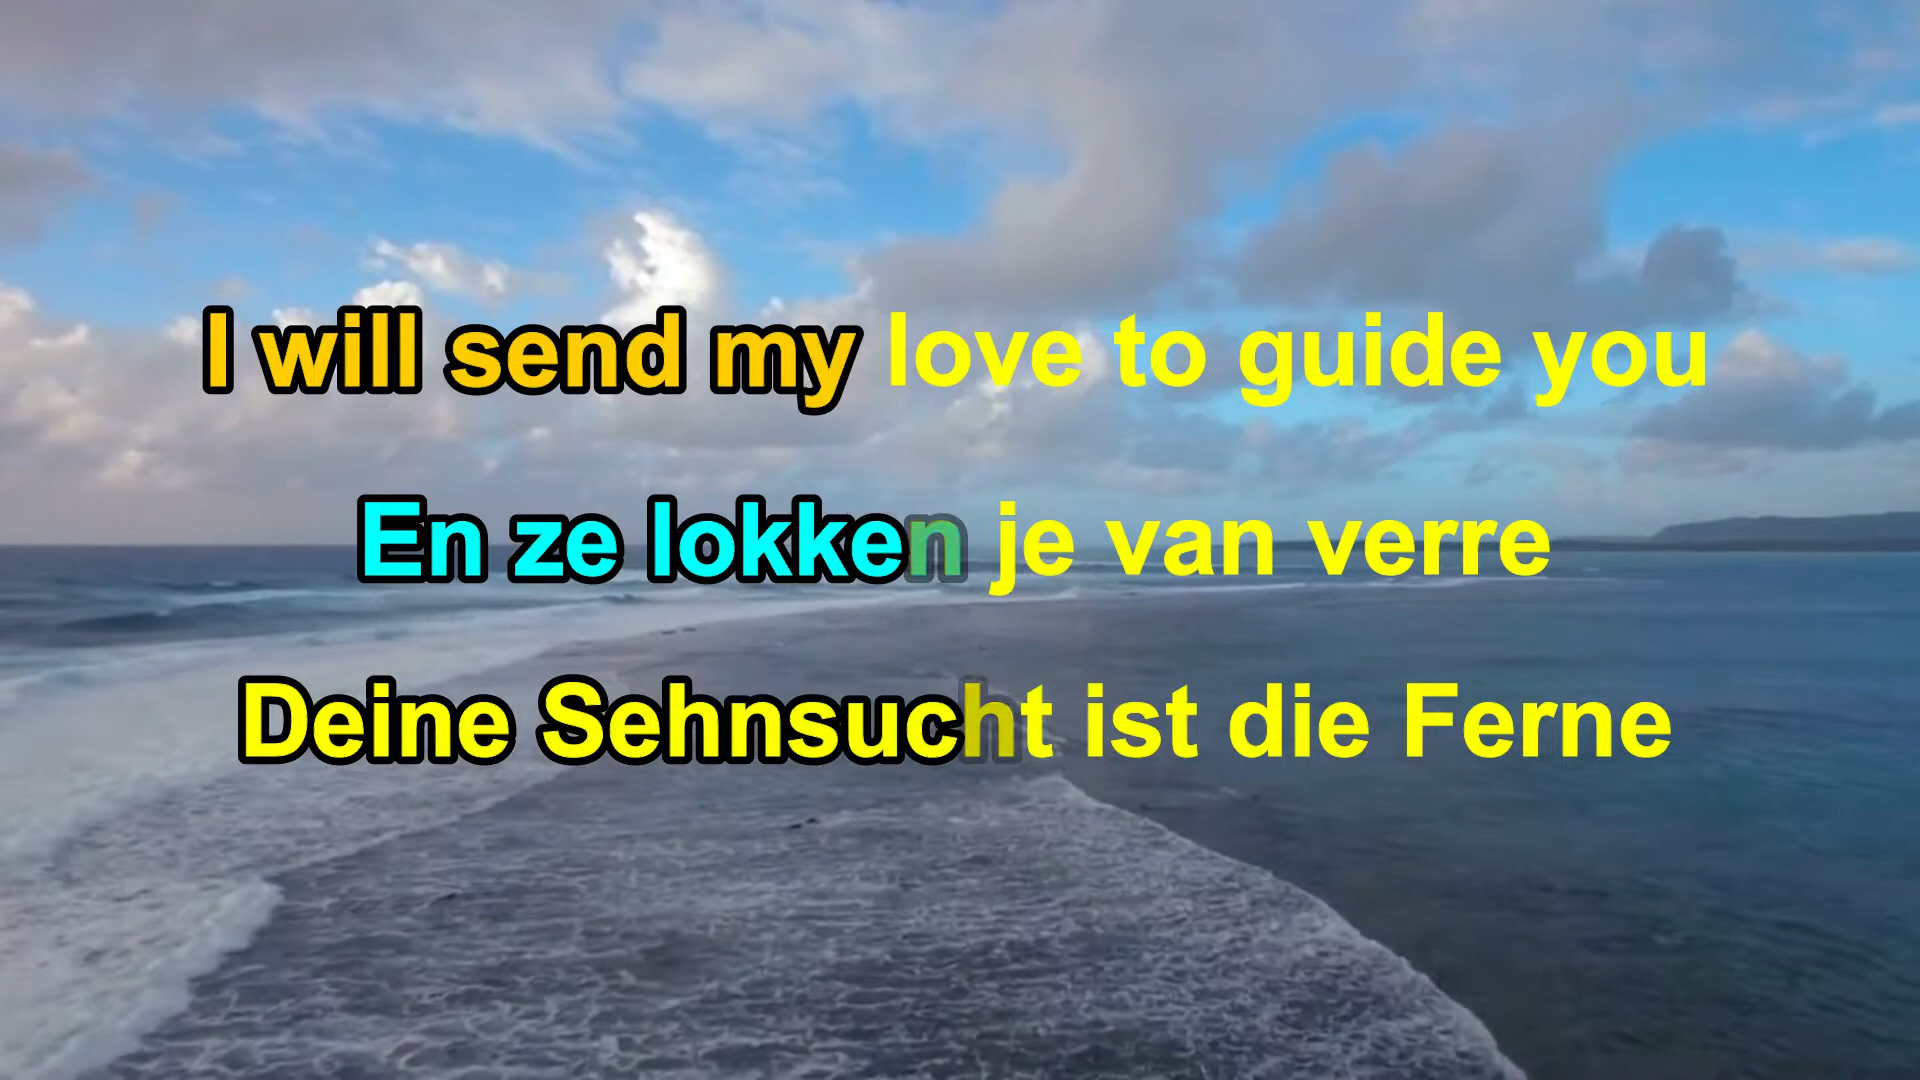 I will send my love to guide you
En ze lokken je van verre
Deine Sehnsucht ist die Ferne